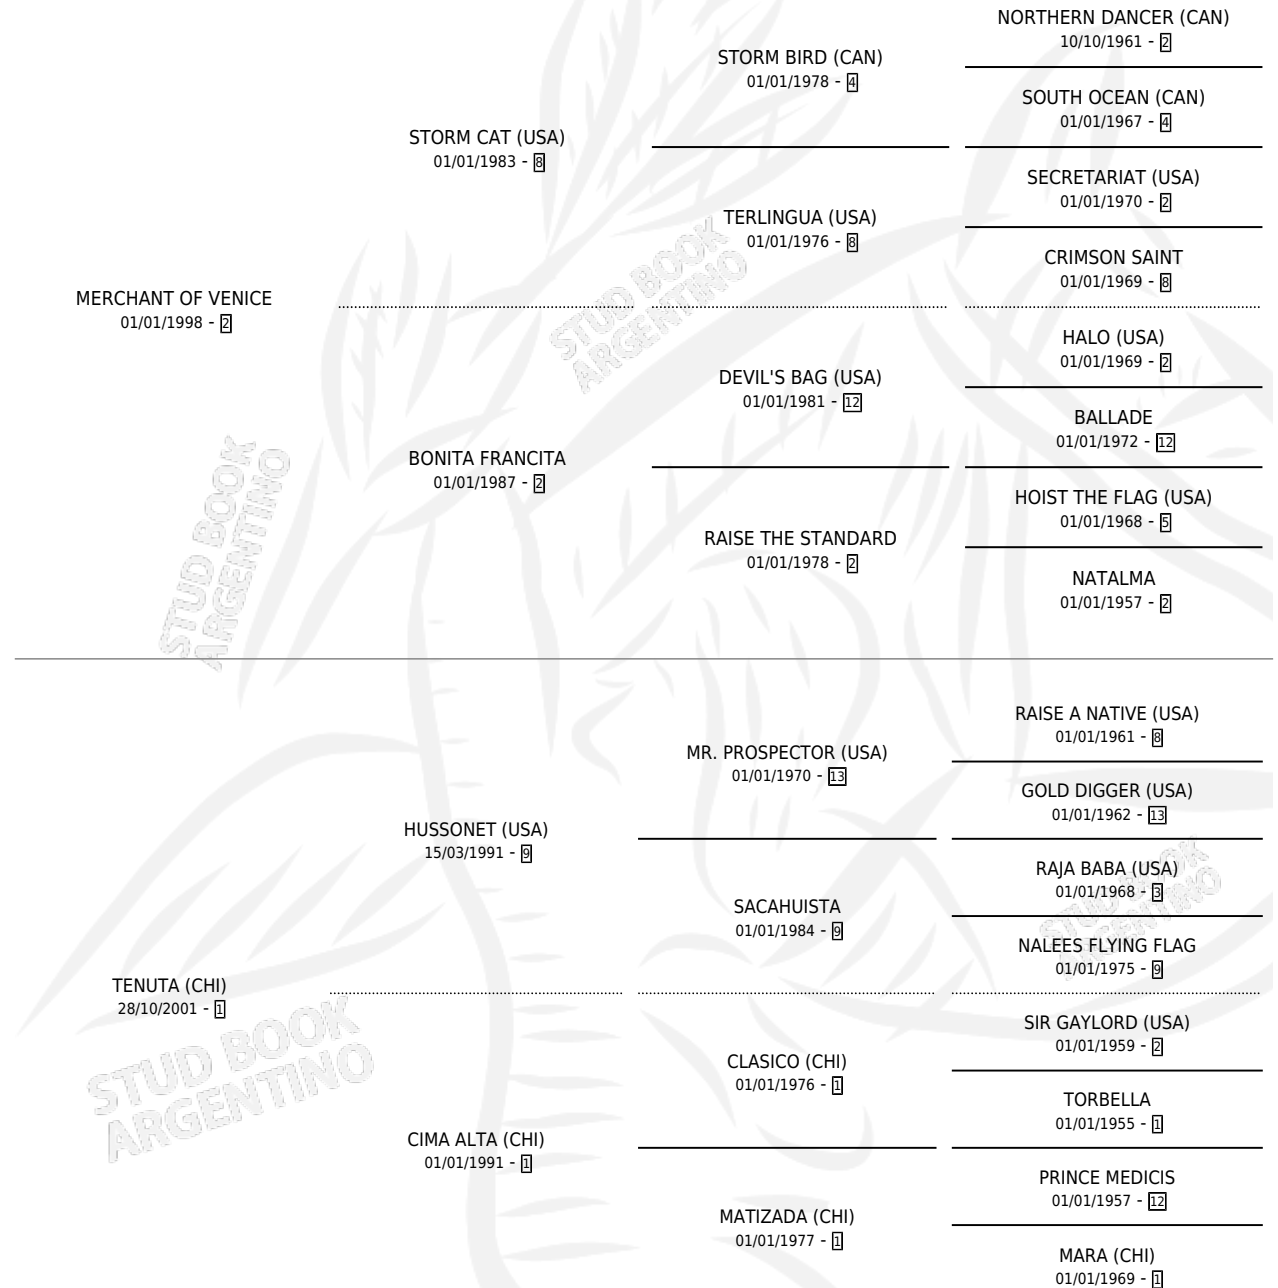 NORTHERN DANCER (CAN)
10/10/1961 - 2
STORM BIRD (CAN)
01/01/1978 - 4
SOUTH OCEAN (CAN)
01/01/1967 - 4
STORM CAT (USA)
01/01/1983 - 8
SECRETARIAT (USA)
01/01/1970 - 2
TERLINGUA (USA)
01/01/1976 - 8
CRIMSON SAINT
01/01/1969 - 8
MERCHANT OF VENICE
01/01/1998 - 2
STUD BOOK
ARGENTINO
HALO (USA)
01/01/1969 - 2
DEVIL'S BAG (USA)
01/01/1981 - 12
BALLADE
01/01/1972 - 12
BONITA FRANCITA
01/01/1987 - 2
HOIST THE FLAG (USA)
01/01/1968 - 5
RAISE THE STANDARD
01/01/1978 - 2
NATALMA
01/01/1957 - 2
STUD BOOK
ARGENTINO
RAISE A NATIVE (USA)
01/01/1961 - 8
MR. PROSPECTOR (USA)
01/01/1970 - 13
GOLD DIGGER (USA)
01/01/1962 - 13
HUSSONET (USA)
15/03/1991 - 9
RAJA BABA (USA)
01/01/1968 - 3
STUD BOOK
ARGENTINO
SACAHUISTA
01/01/1984 - 9
NALEES FLYING FLAG
01/01/1975 - 9
TENUTA (CHI)
28/10/2001 - 1
STUD BOOK
ARGENTINO
SIR GAYLORD (USA)
01/01/1959 - 2
CLASICO (CHI)
01/01/1976 - 1
TORBELLA
01/01/1955 - 1
CIMA ALTA (CHI)
01/01/1991 - 1
PRINCE MEDICIS
01/01/1957 - 12
MATIZADA (CHI)
01/01/1977 - 1
MARA (CHI)
01/01/1969 - 1